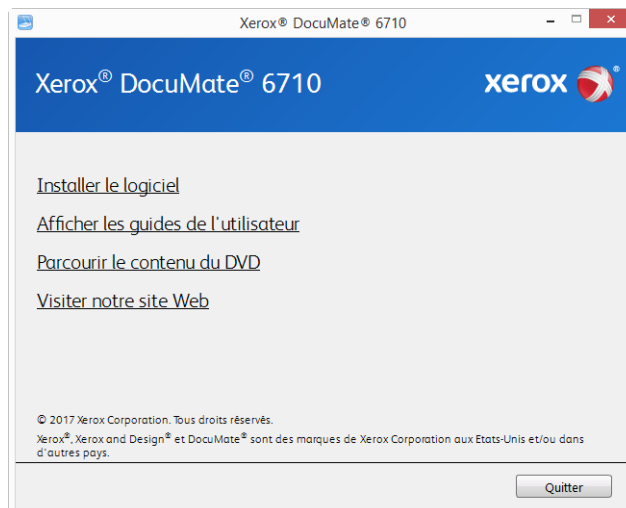 Xerox® DocuMate® 6710
Xerox® DocuMate® 6710
xerox ®
Installer le logiciel
Afficher les guides de l'utilisateur
Parcourir le contenu du DVD
Visiter notre site Web
© 2017 Xerox Corporation. Tous droits réservés.
Xerox®, Xerox and Design® et DocuMate® sont des marques de Xerox Corporation aux Etats-Unis et/ou dans
d'autres pays.
Quitter